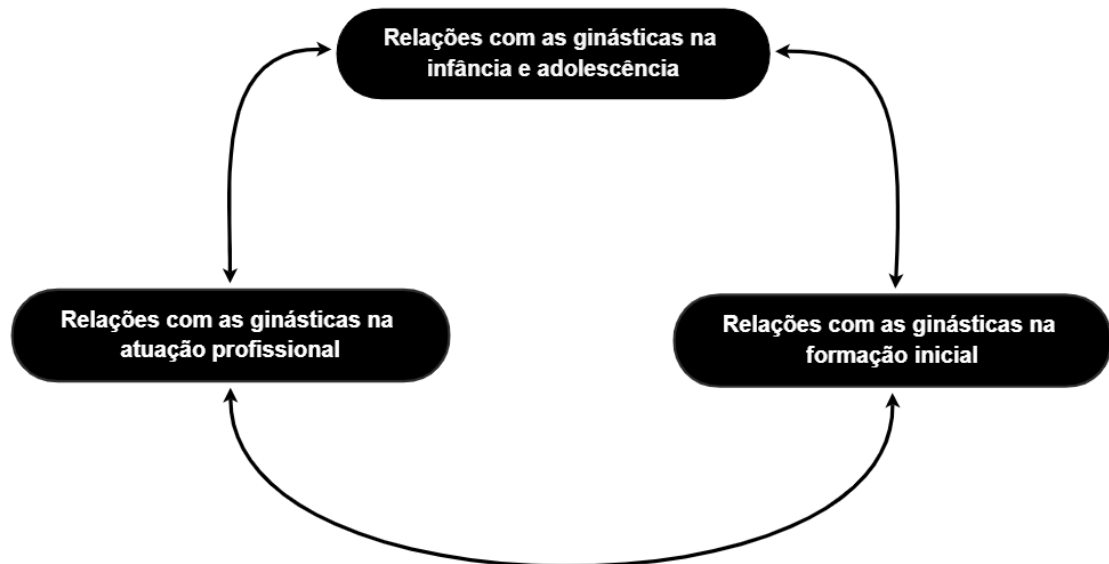 Relações com as ginásticas na
infância e adolescência
Relações com as ginásticas na
atuação profissional
Relações com as ginásticas na
formação inicial